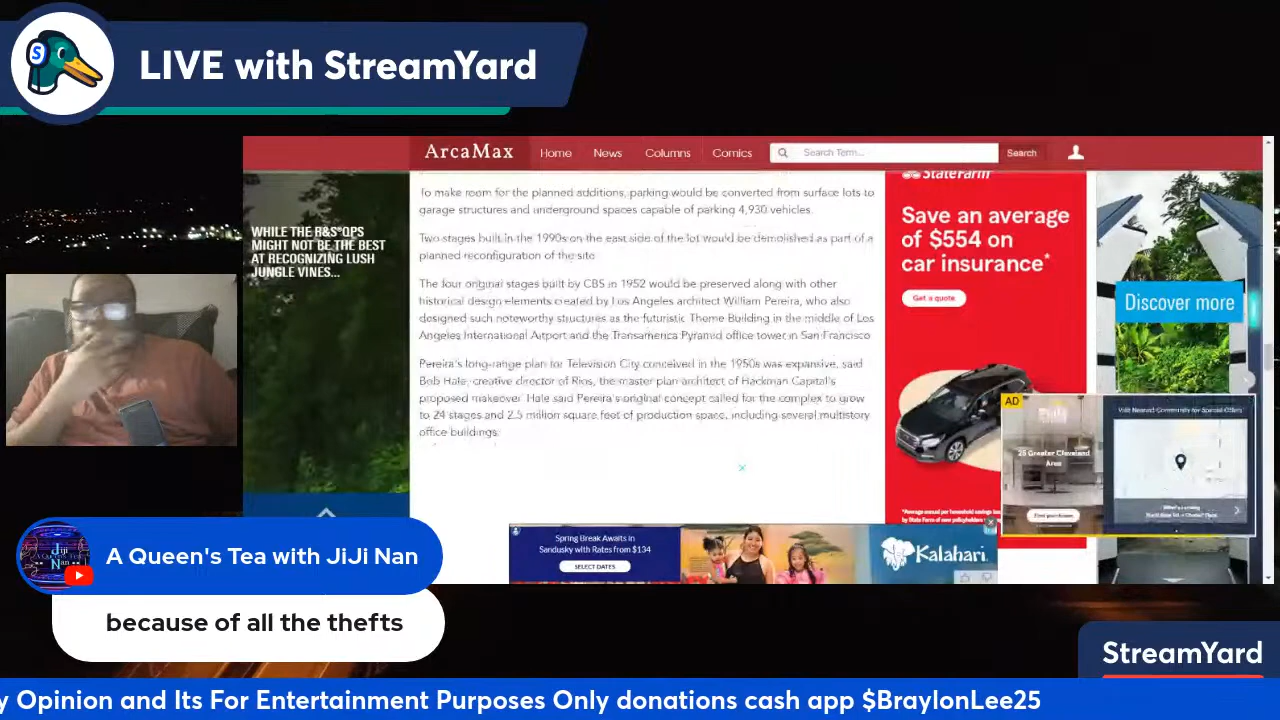 LIVE with StreamYard
ArcaMax
Home News Columns Comics Search Term... Search
To make room for the planned additions, parking would be converted from surface lots to
garage structures and underground spaces capable of parking 4,930 vehicles.
Two stages built in the 1990s on the east side of the lot would be demolished as part of a
planned reconfiguration of the site
The four original stages built by CBS in 1952 would be preserved along with other
historical design elements created by Los Angeles architect William Pereira, who also
designed such noteworthy structures as the futuristic Theme Building in the middle of Los
Angeles International Airport and the Transamerica Pyramid office tower in San Francisco
Pereira's long-range plan for Television City conceived in the 1950s was expansive, said
Bob Hale, creative director of Rios, the master plan architect of Hackman Capital's
proposed makeover. Hale said Pereira's original concept called for the complex to grow
to 24 stages and 2.5 million square feet of production space, including several multistory
office buildings.
WHILE THE B&S*OPS
MIGHT NOT BE THE BEST
AT RECOGNIZING LUSH
JUNGLE VINES...
StateFarm
Save an average
of $554 on
car insurance*
Get a quote
Discover more
AD
Visit Nearest Community for Special Offers
25 Greater Cleveland
Area
Spring Break Awaits in
Sandusky with Rates from $134
SELECT DATES
Kalahari
A Queen's Tea with JiJi Nan
because of all the thefts
StreamYard
y Opinion and Its For Entertainment Purposes Only donations cash app $BraylonLee25